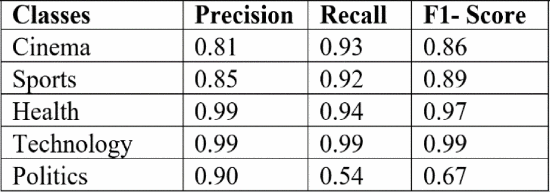 Classes Precision Recall F1- Score
Cinema 0.81 0.93 0.86
Sports 0.85 0.92 0.89
Health 0.99 0.94 0.97
Technology 0.99 0.99 0.99
Politics 0.90 0.54 0.67